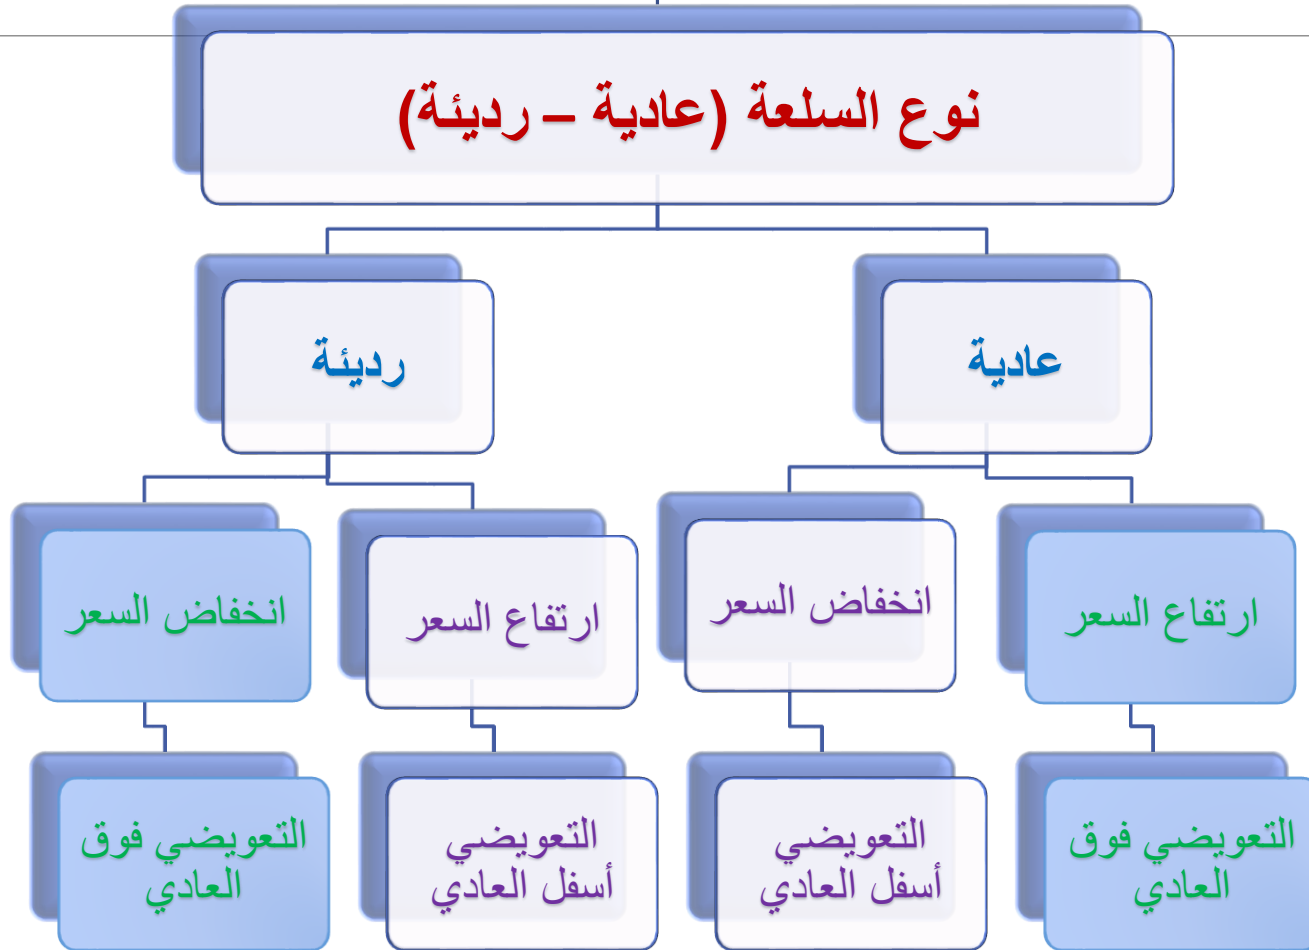 نوع السلعة (عادية – رديئة)
عادية
رديئة
ارتفاع السعر
انخفاض السعر
ارتفاع السعر
انخفاض السعر
التعويضي فوق
العادي
التعويضي
أسفل العادي
التعويضي
أسفل العادي
التعويضي فوق
العادي